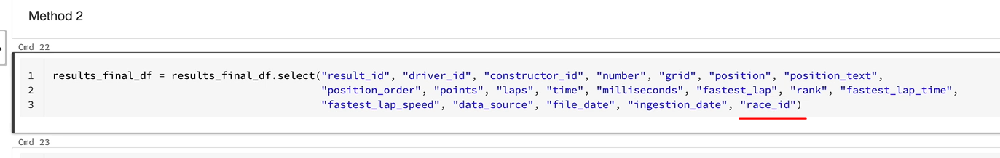 Method 2
Cmd 22
1 results_final_df = results_final_df.select("result_id", "driver_id", "constructor_id", "number", "grid", "position", "position_text",
2 "position_order", "points", "laps", "time", "milliseconds", "fastest_lap", "rank", "fastest_lap_time",
3 "fastest_lap_speed", "data_source", "file_date", "ingestion_date", "race_id")
Cmd 23